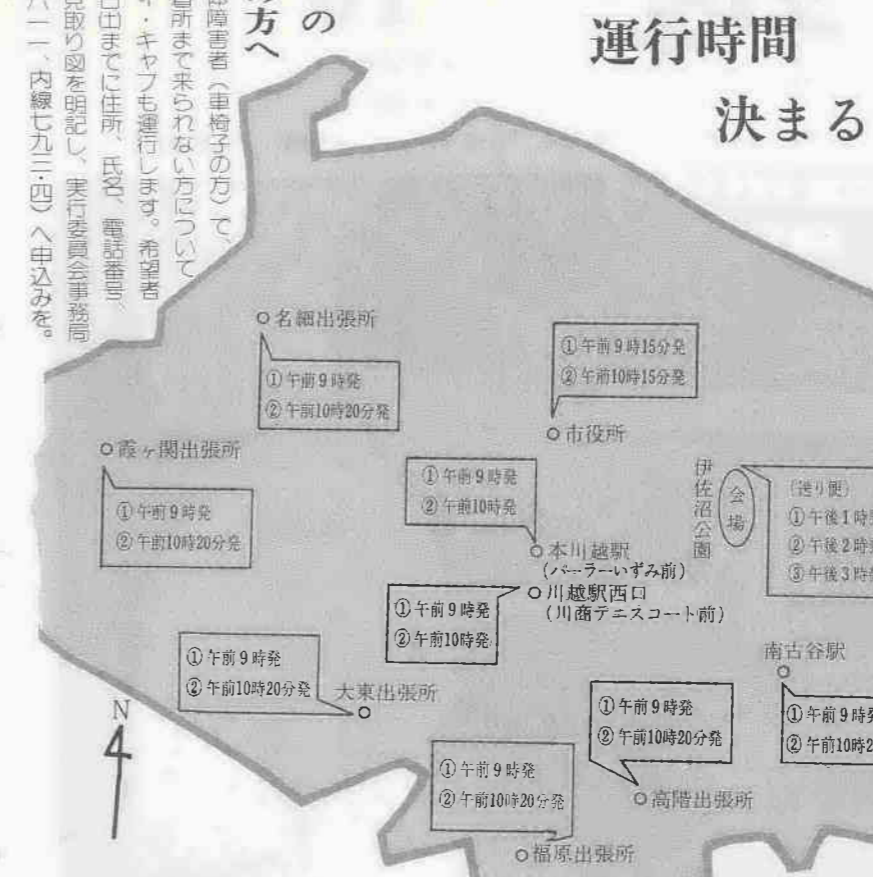 運行時間
決まる
の
方へ
障害者（車椅子の方）で、
着所まで来られない方について
・キャブも運行します。希望者
日出までに住所、氏名、電話番号、
見取り図を明記し、実行委員会事務局
一一、内線七九三・四）へ申込みを。
名細出張所
①午前9時発
②午前10時20分発
①午前9時15分発
②午前10時15分発
市役所
霞ヶ関出張所
①午前9時発
②午前10時20分発
①午前9時発
②午前10時発
本川越駅
(パーラーいずみ前)
伊佐沼公園
会場
(送り便)
①午後1時
②午後2時
③午後3時
①午前9時発
②午前10時発
川越駅西口
(川商テニスコート前)
①午前9時発
②午前10時20分発
大東出張所
南古谷駅
①午前9時発
②午前10時2
①午前9時発
②午前10時20分発
高階出張所
①午前9時発
②午前10時20分発
福原出張所
N